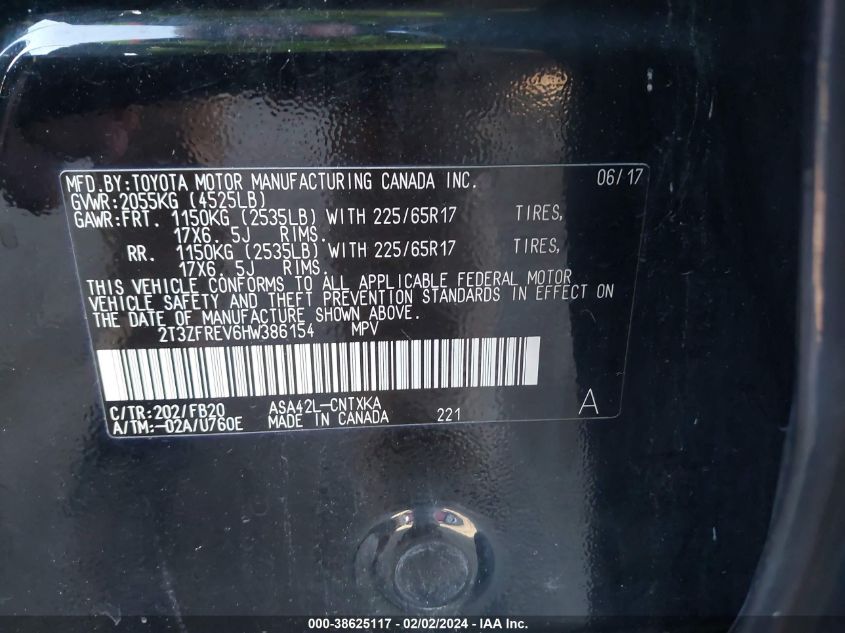 MFD.BY:TOYOTA MOTOR MANUFACTURING CANADA INC. 06/17
GVWR:2055KG (4525LB)
GAWR:FRT. 1150KG (2535LB) WITH 225/65R17 TIRES,
17X6. 5J RIMS.
RR. 1150KG (2535LB) WITH 225/65R17 TIRES,
17X6. 5J RIMS.
THIS VEHICLE CONFORMS TO ALL APPLICABLE FEDERAL MOTOR
VEHICLE SAFETY AND THEFT PREVENTION STANDARDS IN EFFECT ON
THE DATE OF MANUFACTURE SHOWN ABOVE.
2T3ZFREV6HW386154 MPV
C/TR:202/FB20 ASA42L-CNTXKA 221 A
A/TM:-02A/U760E MADE IN CANADA
000-38625117 - 02/02/2024 - IAA Inc.